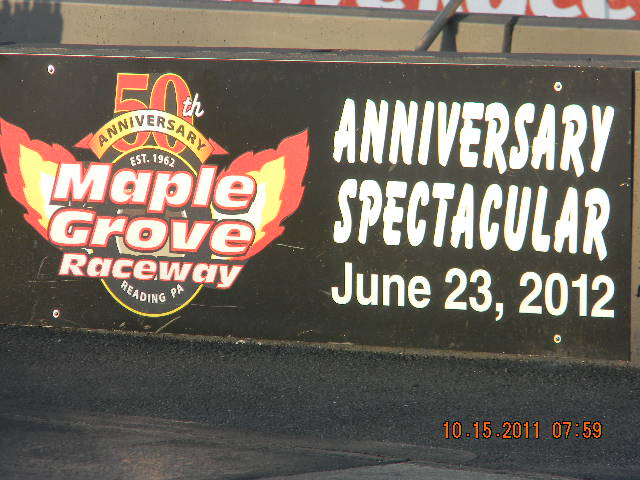 50th
ANNIVERSARY
EST. 1962
Maple
Grove
Raceway
READING PA
ANNIVERSARY
SPECTACULAR
June 23, 2012
10.15.2011 07:59